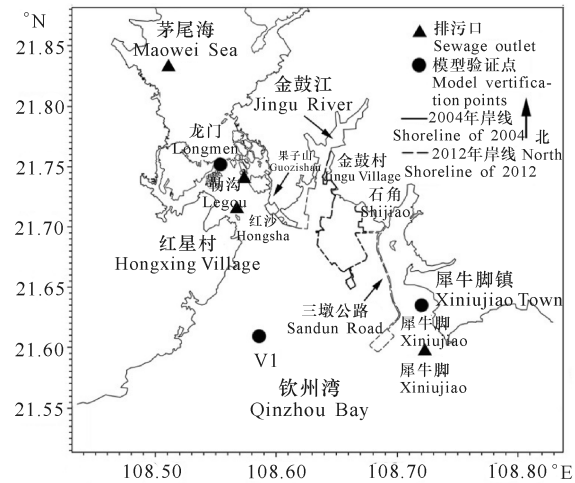 °N
21.85
21.80
21.75
21.70
21.65
21.60
21.55
茅尾海
Maowei Sea
金鼓江
Jingu River
排污口
Sewage outlet
模型验证点
Model vertifica-
tion points
2004年岸线
Shoreline of 2004
北
2012年岸线 North
Shoreline of 2012
龙门
Longmen
果子山
Guozishan
金鼓村
Jingu Village
勒沟
Legou
石角
Shijiao
红沙
Hongsha
红星村
Hongxing Village
三墩公路
Sandun Road
犀牛脚镇
Xiniujiao Town
犀牛脚
Xiniujiao
犀牛脚
Xiniujiao
V1
钦州湾
Qinzhou Bay
108.50
108.60
108.70
108.80
°E